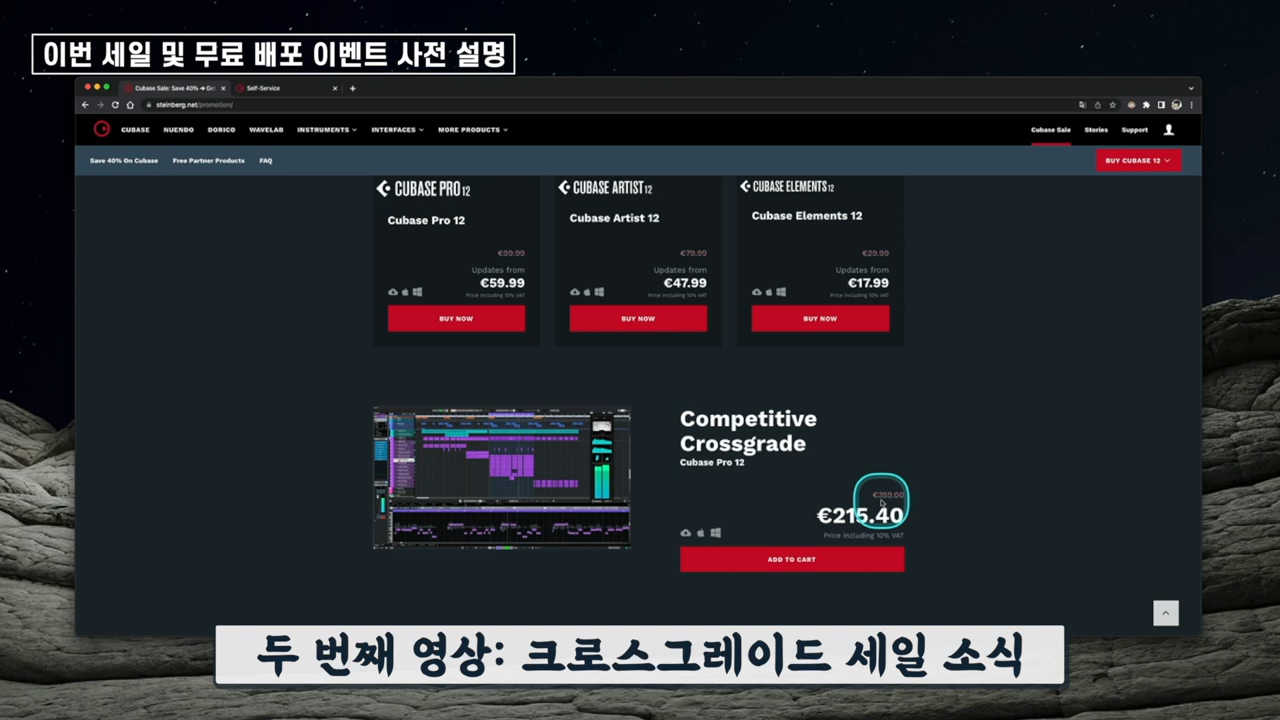 이번 세일 및 무료 배포 이벤트 사전 설명
Cubase Sale: Save 40% ➔ Get
Self-Service
steinberg.net/promotion/
CUBASE NUENDO DORICO WAVELAB INSTRUMENTS INTERFACES MORE PRODUCTS Cubase Sale Stories Support
Save 40% On Cubase Free Partner Products FAQ BUY CUBASE 12
CUBASE PRO 12
Cubase Pro 12
€99.99
Updates from
€59.99
Price including 10% VAT
BUY NOW
CUBASE ARTIST 12
Cubase Artist 12
€79.99
Updates from
€47.99
Price including 10% VAT
BUY NOW
CUBASE ELEMENTS 12
Cubase Elements 12
€29.99
Updates from
€17.99
Price including 10% VAT
BUY NOW
Competitive
Crossgrade
Cubase Pro 12
€359.00
€215.40
Price including 10% VAT
ADD TO CART
두 번째 영상: 크로스그레이드 세일 소식